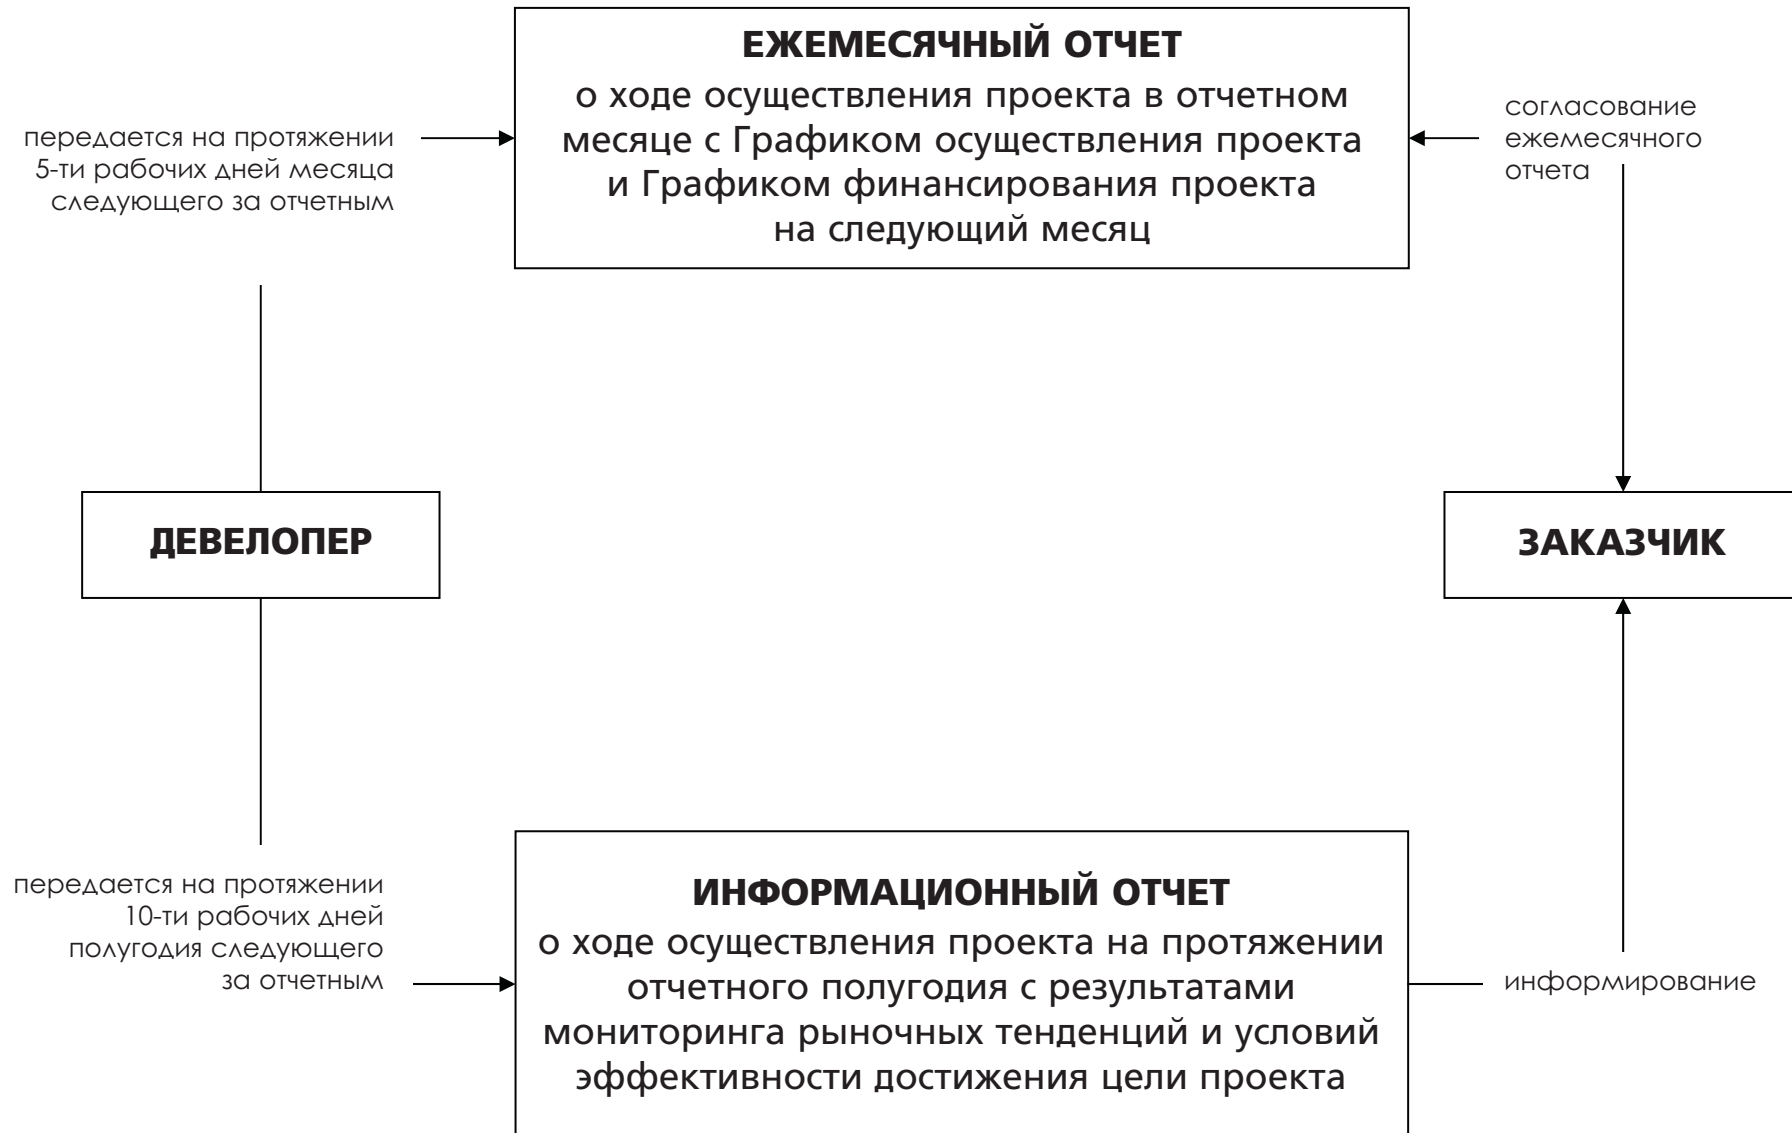 ЕЖЕМЕСЯЧНЫЙ ОТЧЕТ
о ходе осуществления проекта в отчетном
месяце с Графиком осуществления проекта
и Графиком финансирования проекта
на следующий месяц
передается на протяжении
5-ти рабочих дней месяца
следующего за отчетным
согласование
ежемесячного
отчета
ДЕВЕЛОПЕР
ЗАКАЗЧИК
передается на протяжении
10-ти рабочих дней
полугодия следующего
за отчетным
ИНФОРМАЦИОННЫЙ ОТЧЕТ
о ходе осуществления проекта на протяжении
отчетного полугодия с результатами
мониторинга рыночных тенденций и условий
эффективности достижения цели проекта
информирование